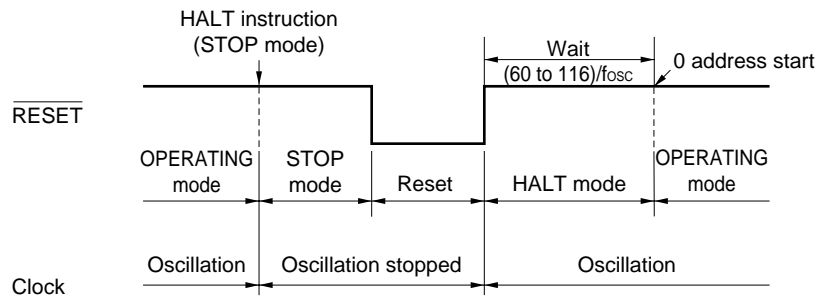 HALT instruction
(STOP mode)
Wait
(60 to 116)/fOSC
0 address start
RESET
OPERATING
mode
STOP
mode
Reset
HALT mode
OPERATING
mode
Oscillation
Oscillation stopped
Oscillation
Clock